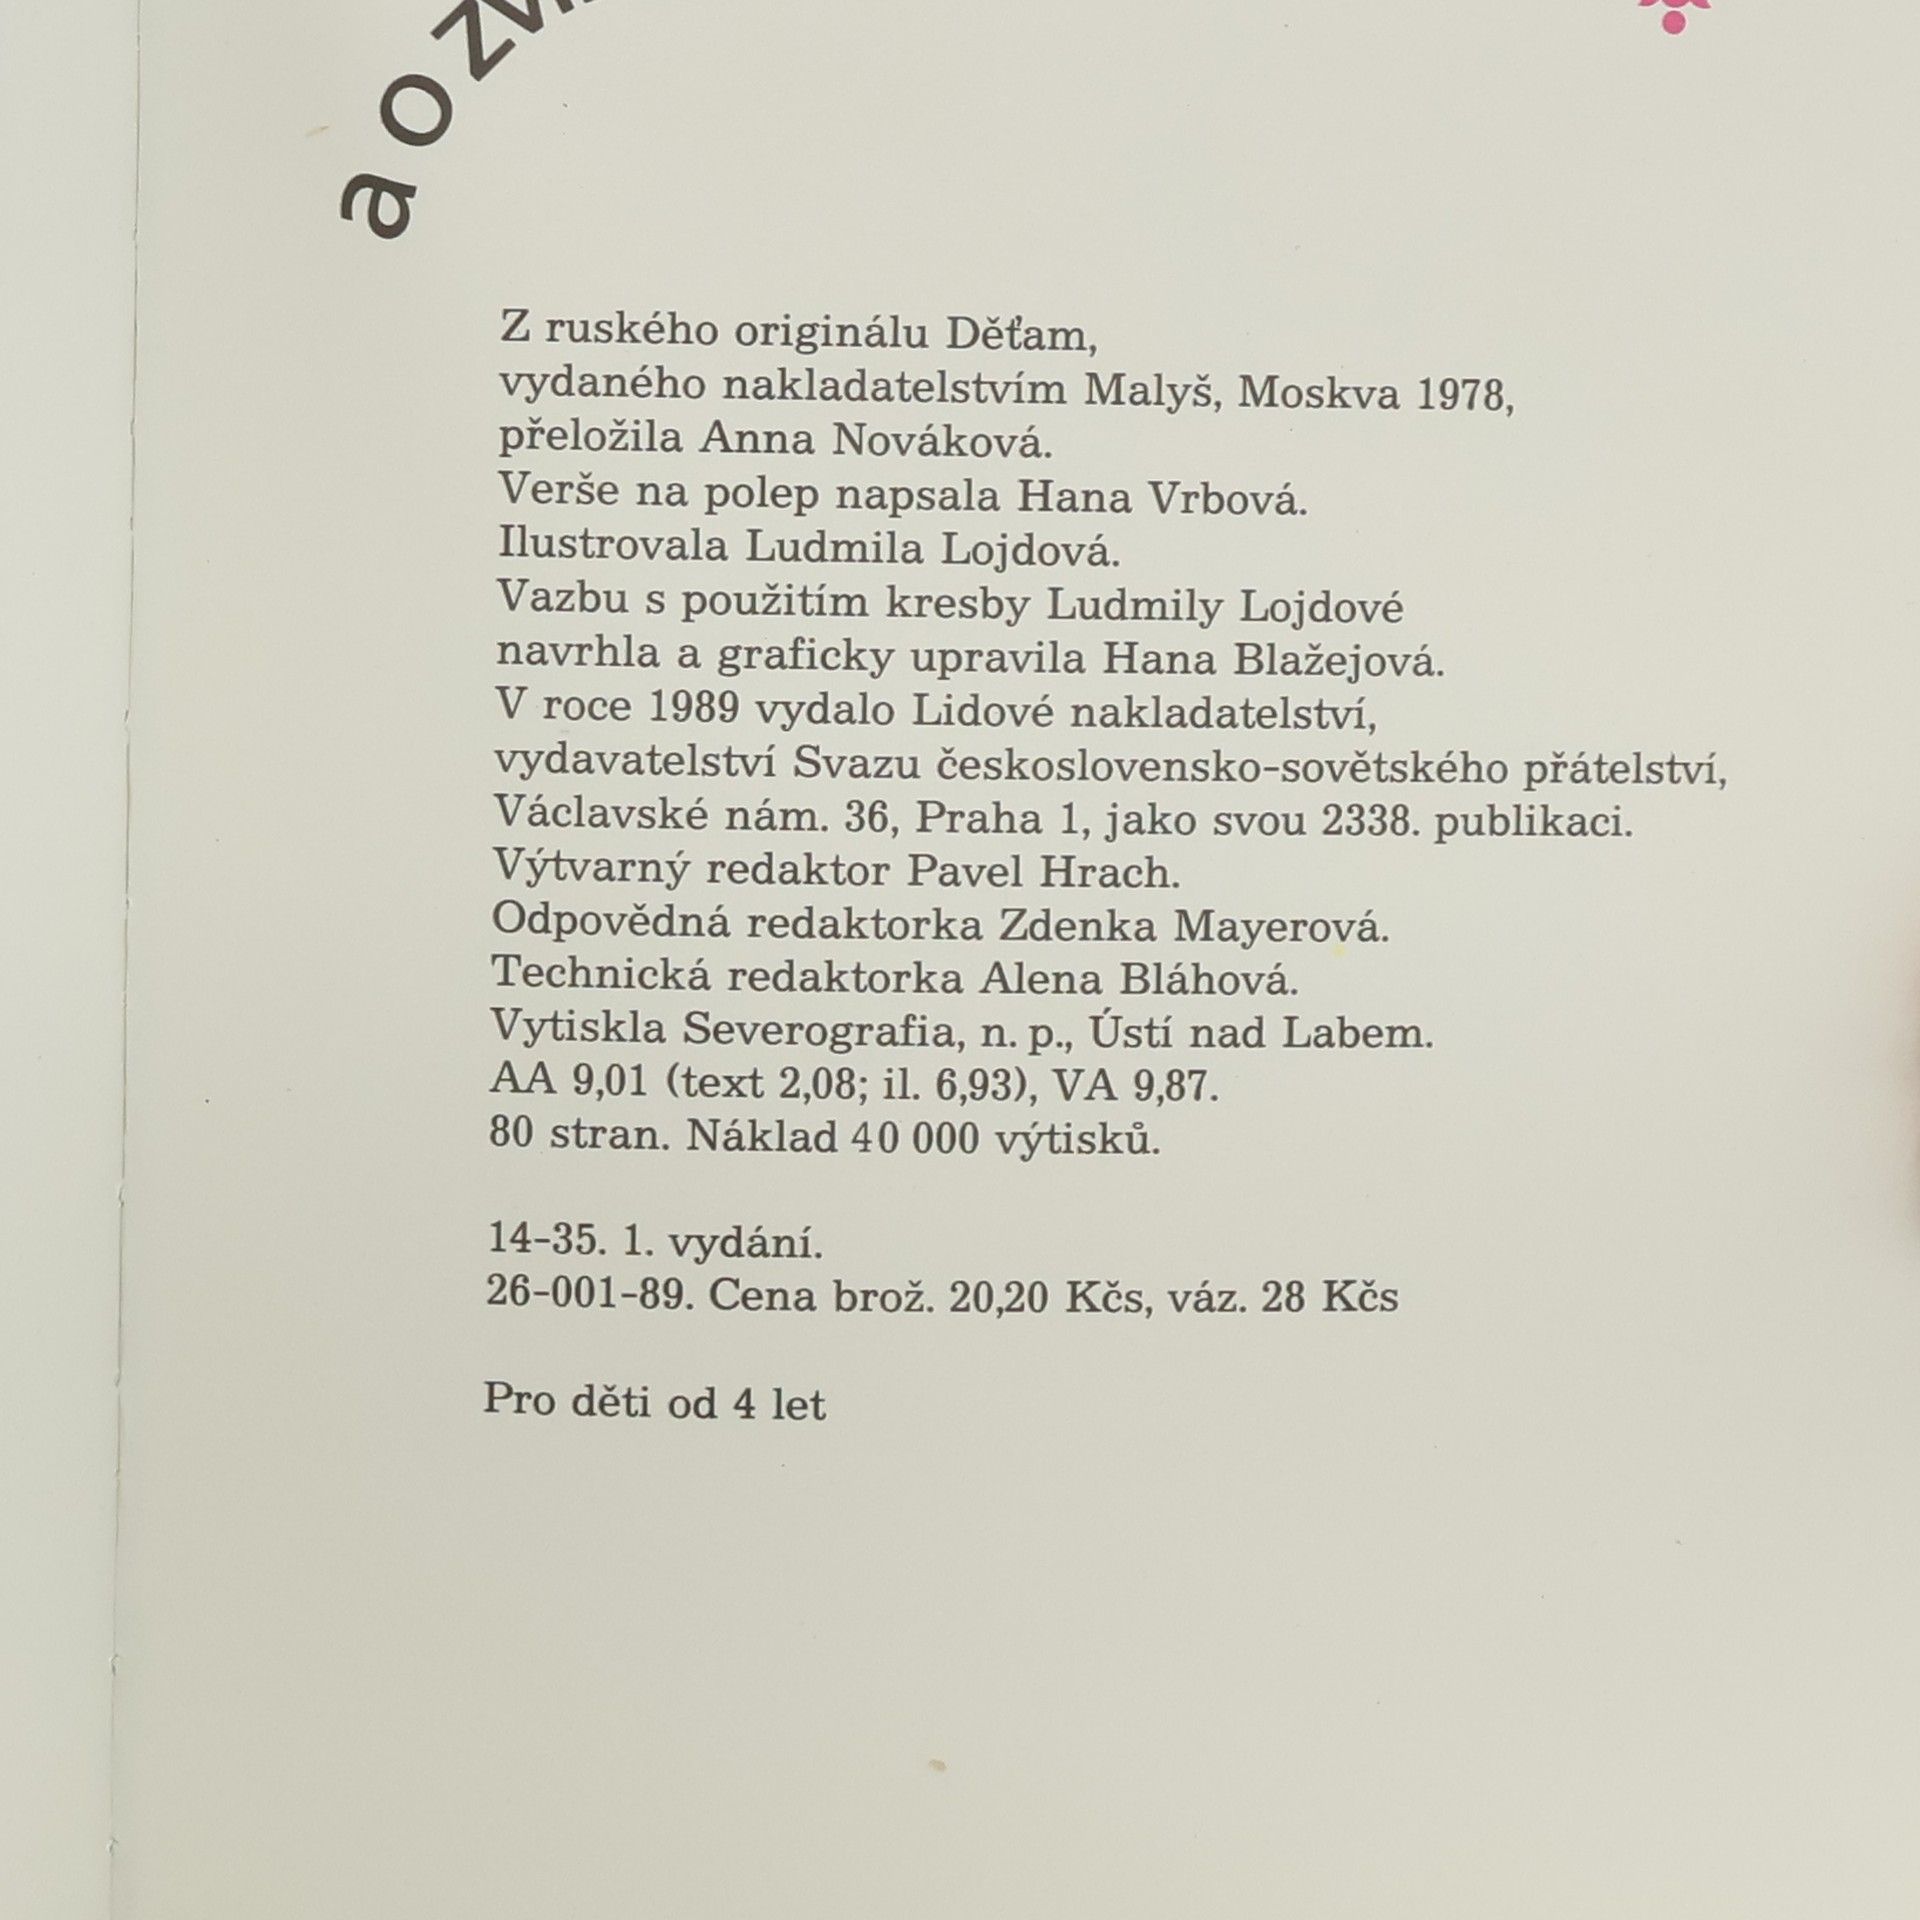 a o
Z ruského originálu Děťam,
vydaného nakladatelstvím Malyš, Moskva 1978,
přeložila Anna Nováková.
Verše na polep napsala Hana Vrbová.
Ilustrovala Ludmila Lojdová.
Vazbu s použitím kresby Ludmily Lojdové
navrhla a graficky upravila Hana Blažejová.
V roce 1989 vydalo Lidové nakladatelství,
vydavatelství Svazu československo-sovětského přátelství,
Václavské nám. 36, Praha 1, jako svou 2338. publikaci.
Výtvarný redaktor Pavel Hrach.
Odpovědná redaktorka Zdenka Mayerová.
Technická redaktorka Alena Bláhová.
Vytiskla Severografia, n. p., Ústí nad Labem.
AA 9,01 (text 2,08; il. 6,93), VA 9,87.
80 stran. Náklad 40 000 výtisků.
14-35. 1. vydání.
26-001-89. Cena brož. 20,20 Kčs, váz. 28 Kčs
Pro děti od 4 let